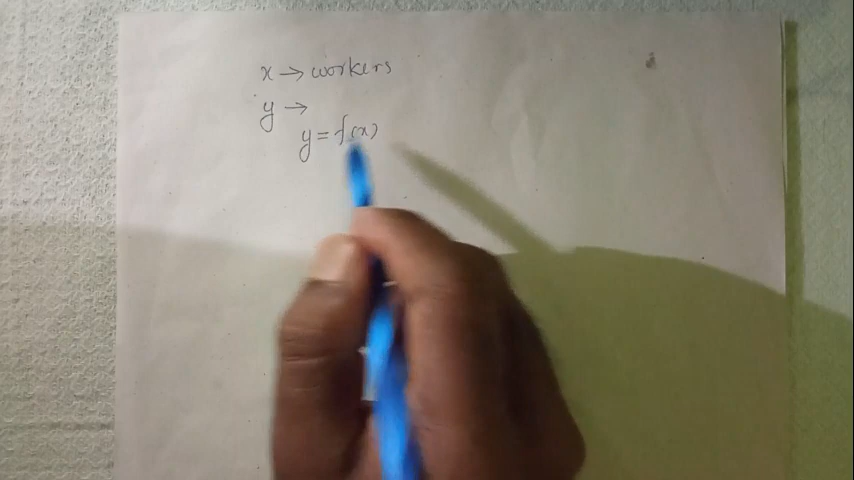 x → workers
y →
y = f(x)